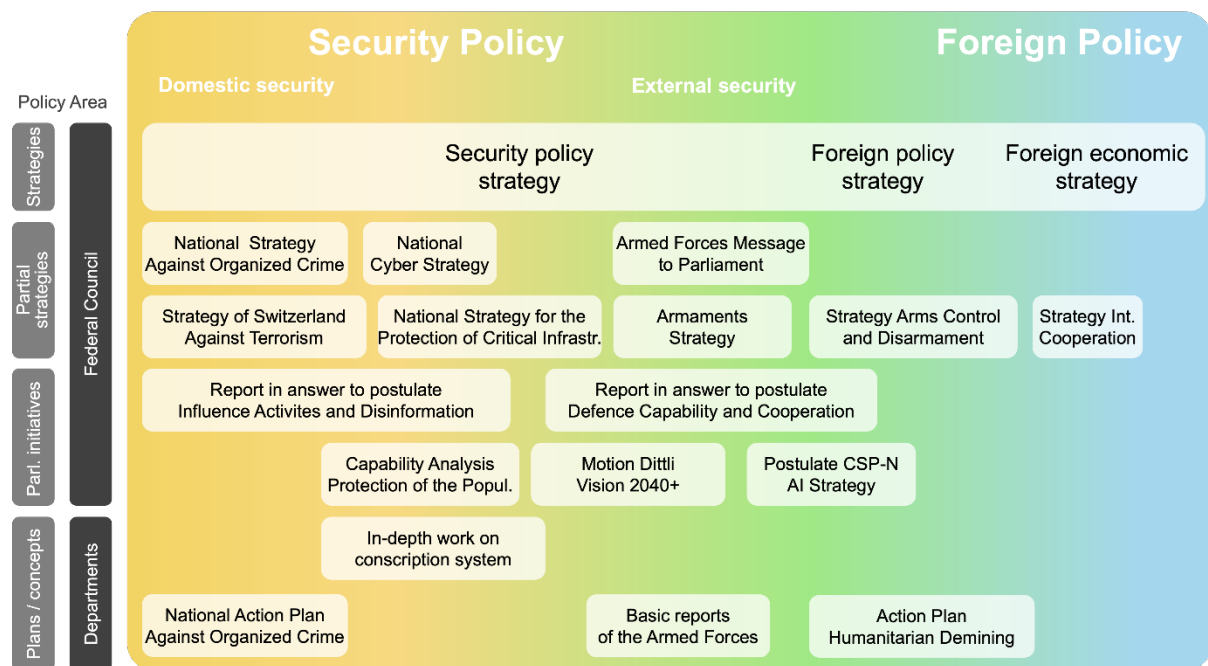 Security Policy
Foreign Policy
Domestic security
External security
Policy Area
Strategies
Federal Council
Security policy
strategy
Foreign policy
strategy
Foreign economic
strategy
Partial
strategies
National Strategy
Against Organized Crime
National
Cyber Strategy
Armed Forces Message
to Parliament
Strategy of Switzerland
Against Terrorism
National Strategy for the
Protection of Critical Infrastr.
Armaments
Strategy
Strategy Arms Control
and Disarmament
Strategy Int.
Cooperation
Parl. initiatives
Report in answer to postulate
Influence Activites and Disinformation
Report in answer to postulate
Defence Capability and Cooperation
Capability Analysis
Protection of the Popul.
Motion Dittli
Vision 2040+
Postulate CSP-N
AI Strategy
Plans / concepts
Departments
In-depth work on
conscription system
National Action Plan
Against Organized Crime
Basic reports
of the Armed Forces
Action Plan
Humanitarian Demining